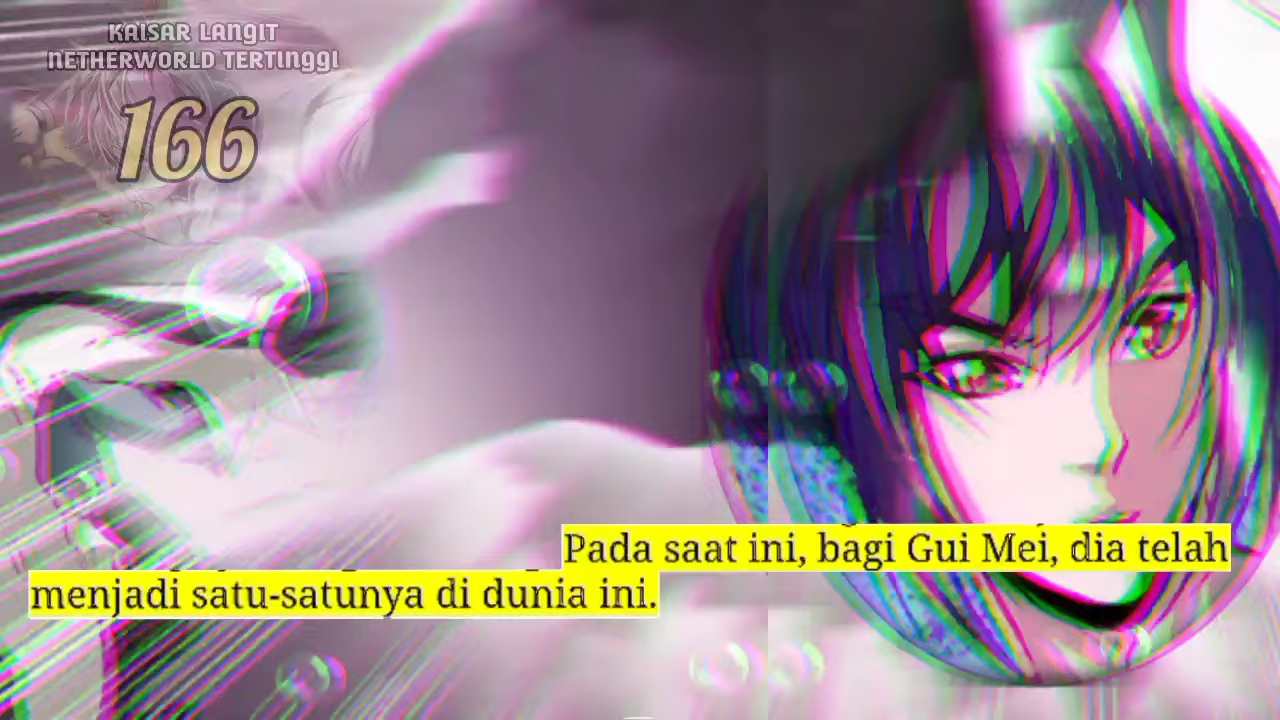 KAISAR LANGIT
NETHERWORLD TERTINGGI
166
Pada saat ini, bagi Gui Mei, dia telah
menjadi satu-satunya di dunia ini.